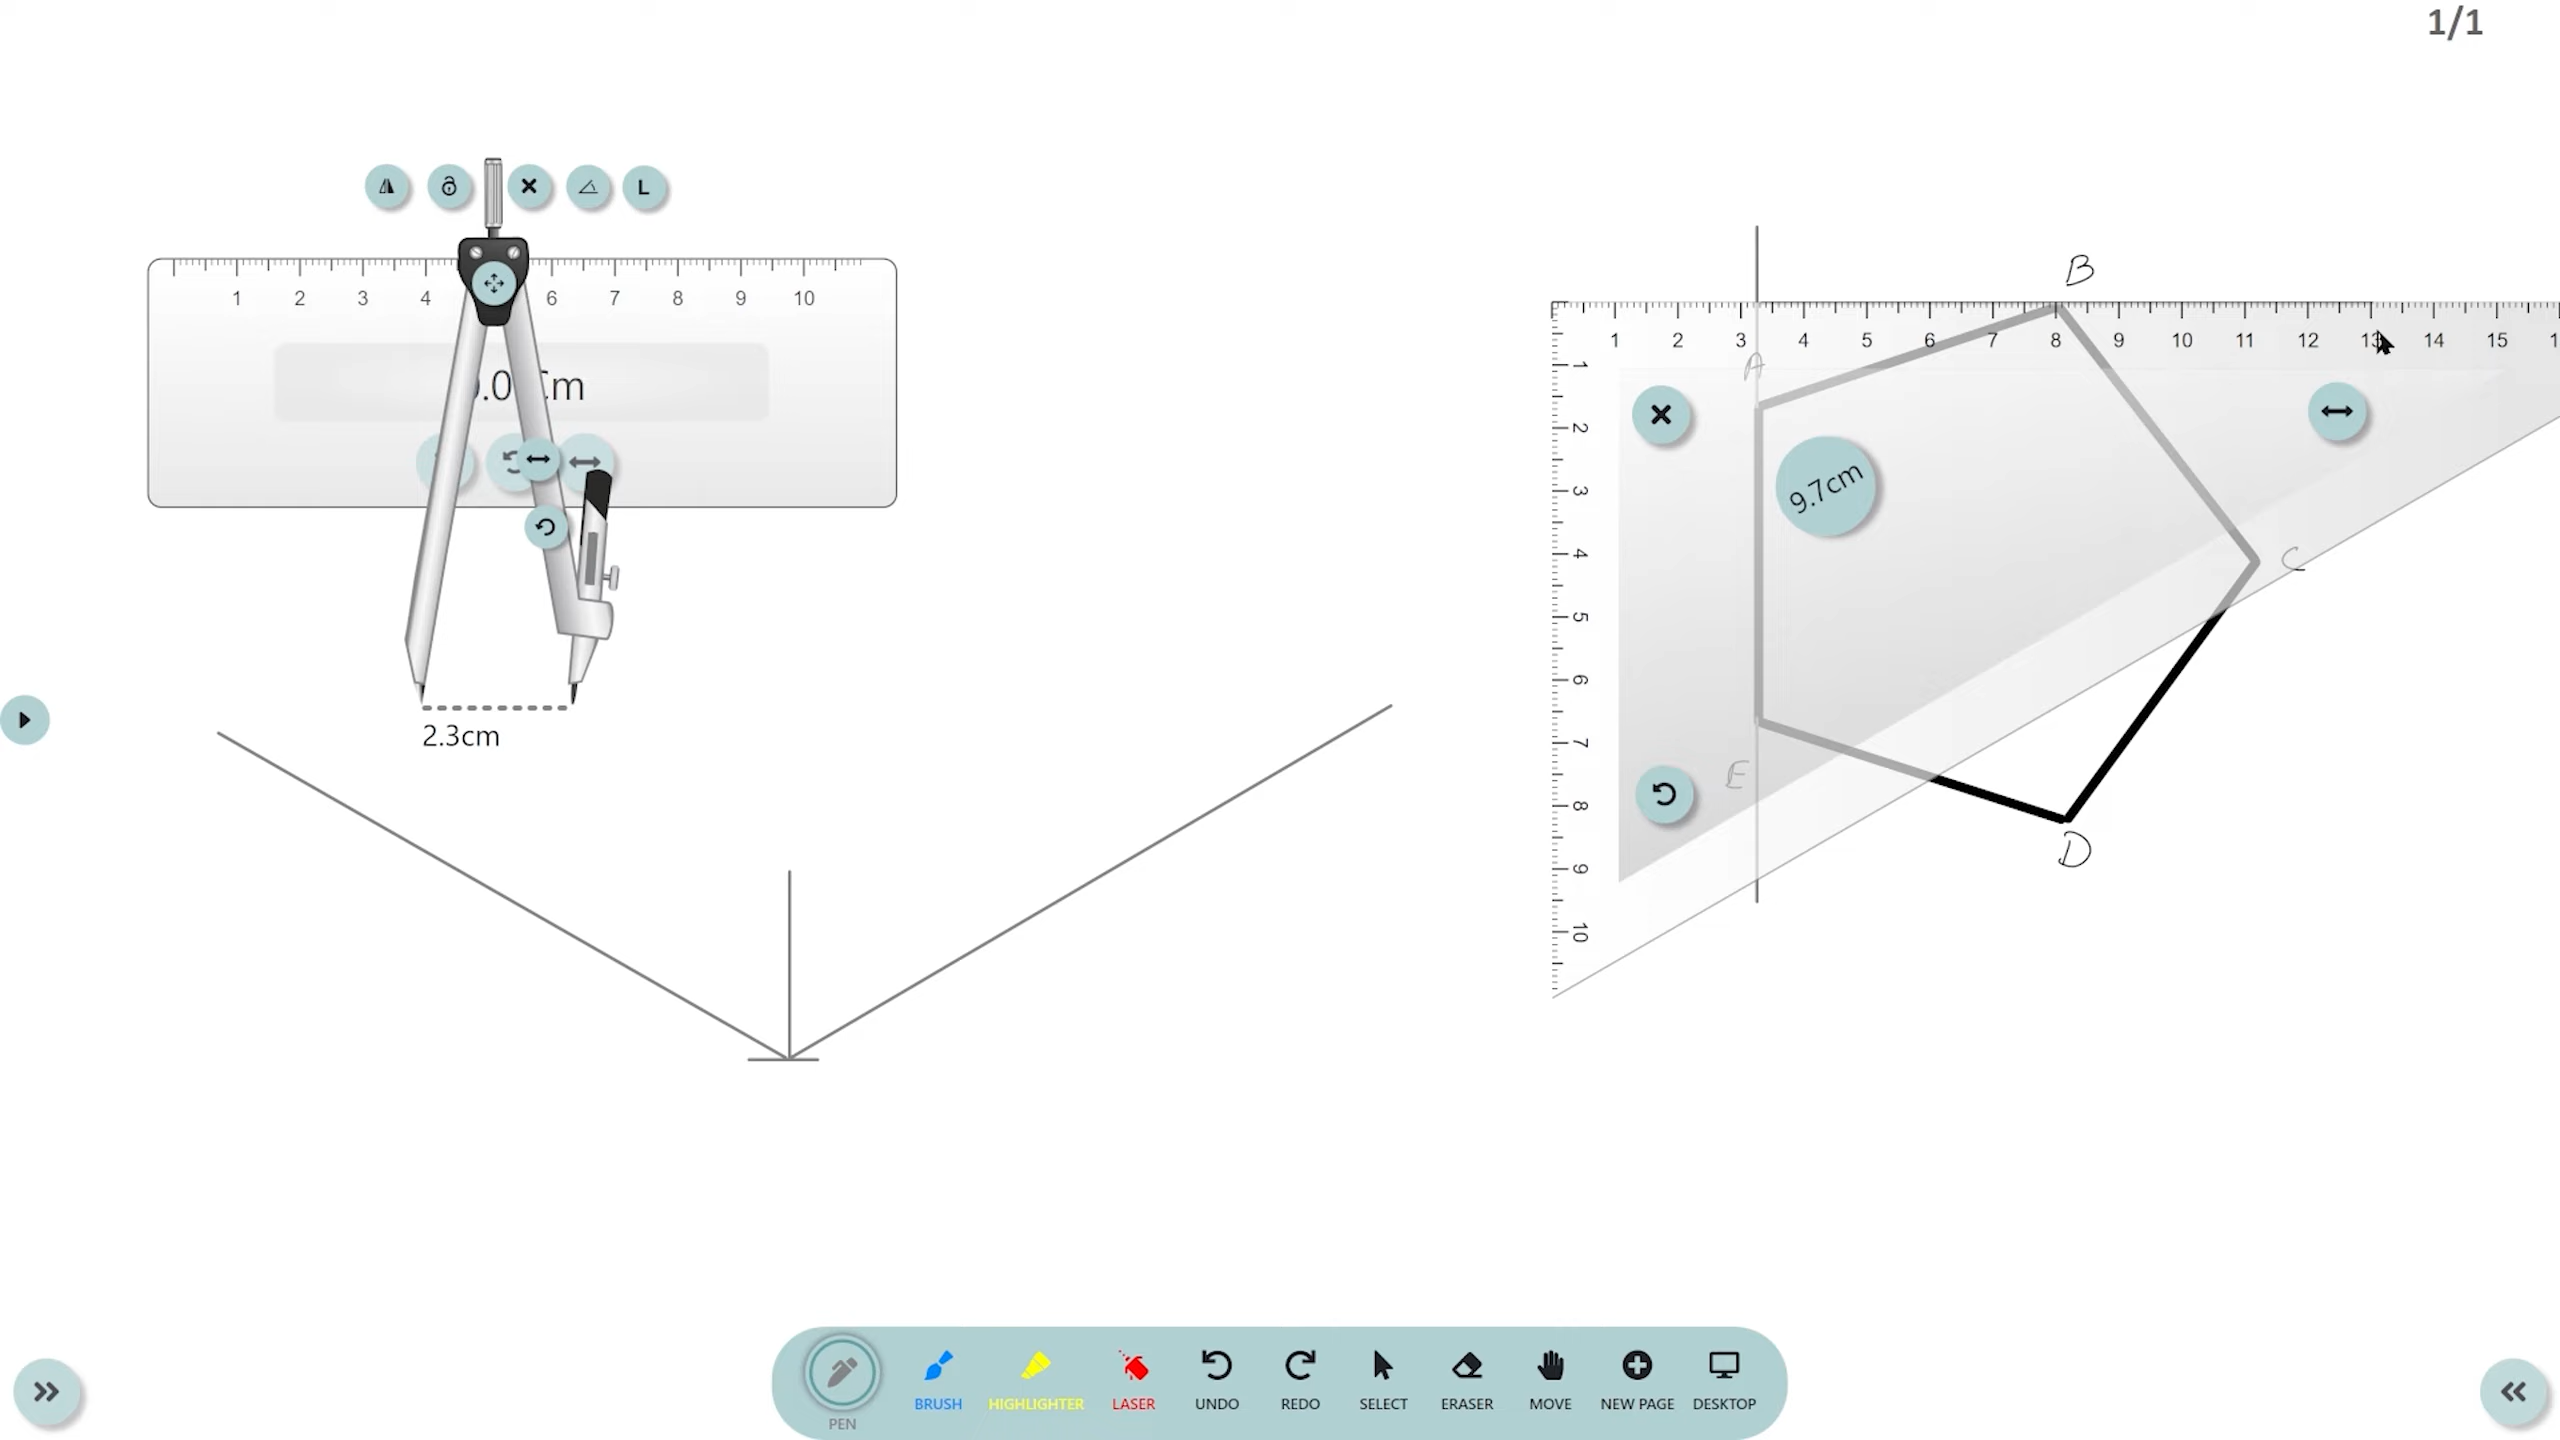 1/1
L
1 2 3 4 6 7 8 9 10
2.3cm
B
1 2 3 4 5 6 7 8 9 10 11 12 13 14 15
A
1
2
3
4
5
6
7
8
9
10
9.7cm
C
E
D
PEN BRUSH HIGHLIGHTER LASER UNDO REDO SELECT ERASER MOVE NEW PAGE DESKTOP